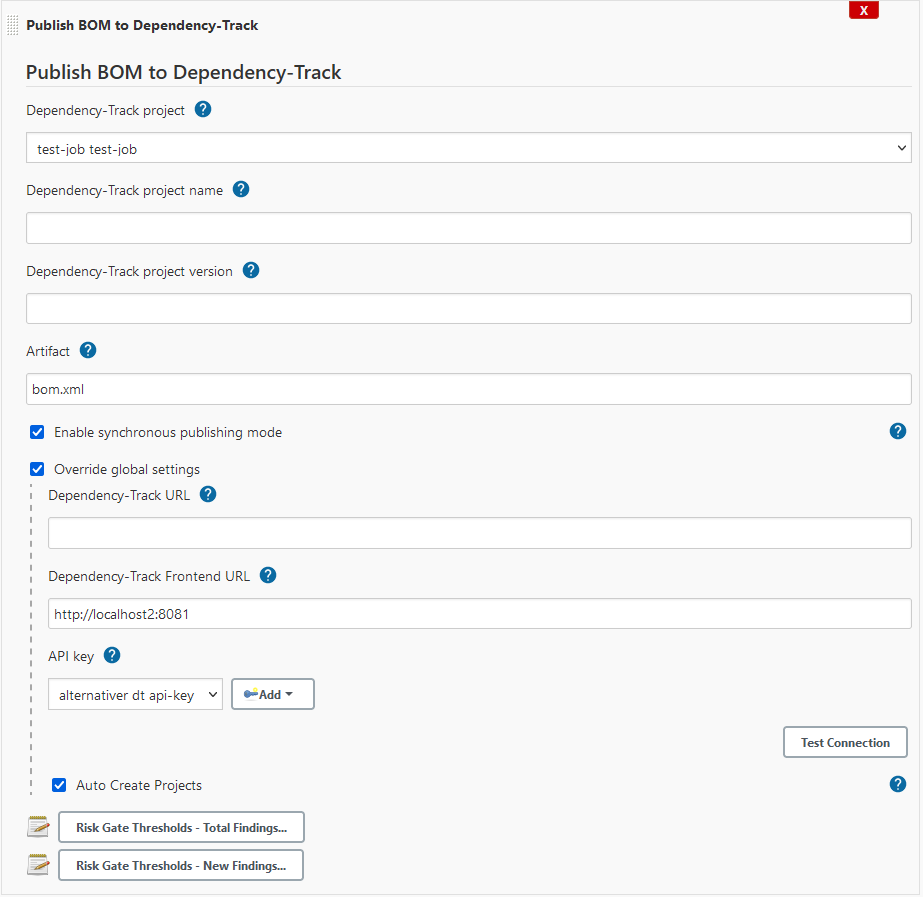 X
Publish BOM to Dependency-Track
Publish BOM to Dependency-Track
Dependency-Track project ?
test-job test-job
Dependency-Track project name ?
Dependency-Track project version ?
Artifact ?
bom.xml
Enable synchronous publishing mode ?
Override global settings
Dependency-Track URL ?
Dependency-Track Frontend URL ?
http://localhost2:8081
API key ?
alternativer dt api-key Add
Test Connection
Auto Create Projects ?
Risk Gate Thresholds - Total Findings...
Risk Gate Thresholds - New Findings...